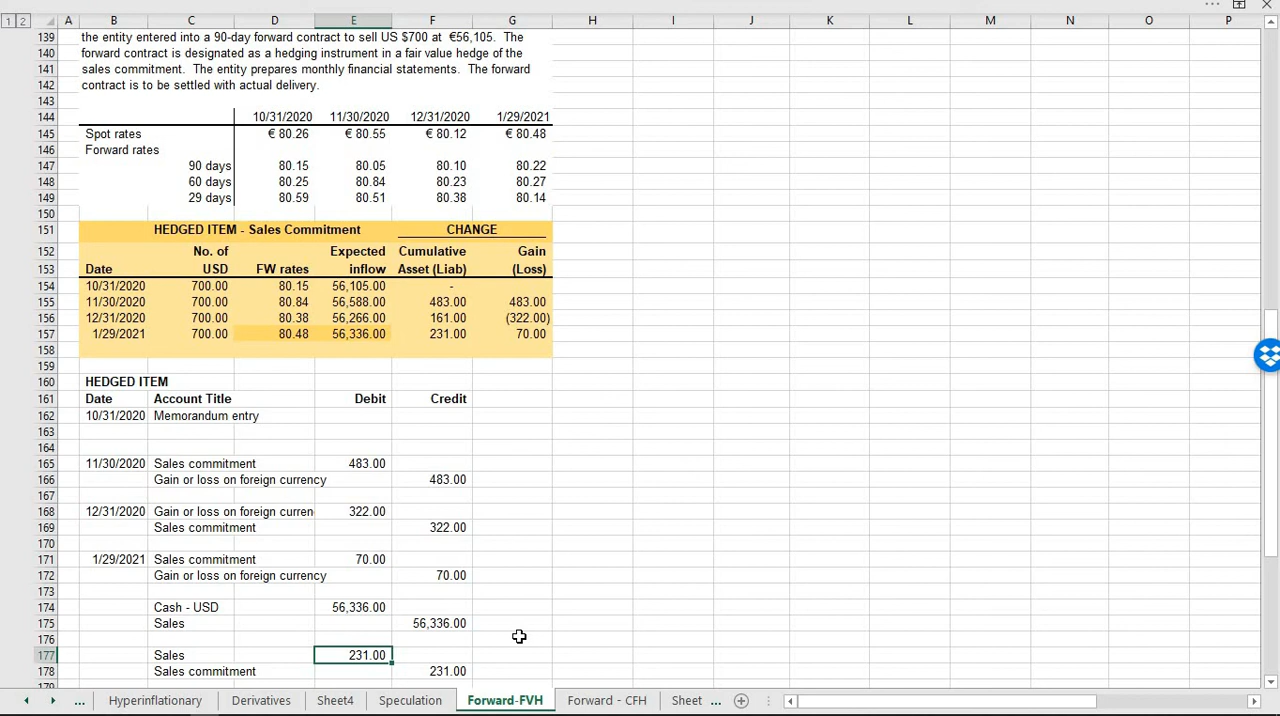 1 2 A B C D E F G H I J K L M N O P
139 the entity entered into a 90-day forward contract to sell US $700 at €56,105. The
140 forward contract is designated as a hedging instrument in a fair value hedge of the
141 sales commitment. The entity prepares monthly financial statements. The forward
142 contract is to be settled with actual delivery.
143
144 10/31/2020 11/30/2020 12/31/2020 1/29/2021
145 Spot rates € 80.26 € 80.55 € 80.12 € 80.48
146 Forward rates
147 90 days 80.15 80.05 80.10 80.22
148 60 days 80.25 80.84 80.23 80.27
149 29 days 80.59 80.51 80.38 80.14
150
151 HEDGED ITEM - Sales Commitment CHANGE
152 No. of Expected Cumulative Gain
153 Date USD FW rates inflow Asset (Liab) (Loss)
154 10/31/2020 700.00 80.15 56,105.00 -
155 11/30/2020 700.00 80.84 56,588.00 483.00 483.00
156 12/31/2020 700.00 80.38 56,266.00 161.00 (322.00)
157 1/29/2021 700.00 80.48 56,336.00 231.00 70.00
158
159
160 HEDGED ITEM
161 Date Account Title Debit Credit
162 10/31/2020 Memorandum entry
163
164
165 11/30/2020 Sales commitment 483.00
166 Gain or loss on foreign currency 483.00
167
168 12/31/2020 Gain or loss on foreign curren 322.00
169 Sales commitment 322.00
170
171 1/29/2021 Sales commitment 70.00
172 Gain or loss on foreign currency 70.00
173
174 Cash - USD 56,336.00
175 Sales 56,336.00
176
177 Sales 231.00
178 Sales commitment 231.00
179
... Hyperinflationary Derivatives Sheet4 Speculation Forward-FVH Forward - CFH Sheet ...